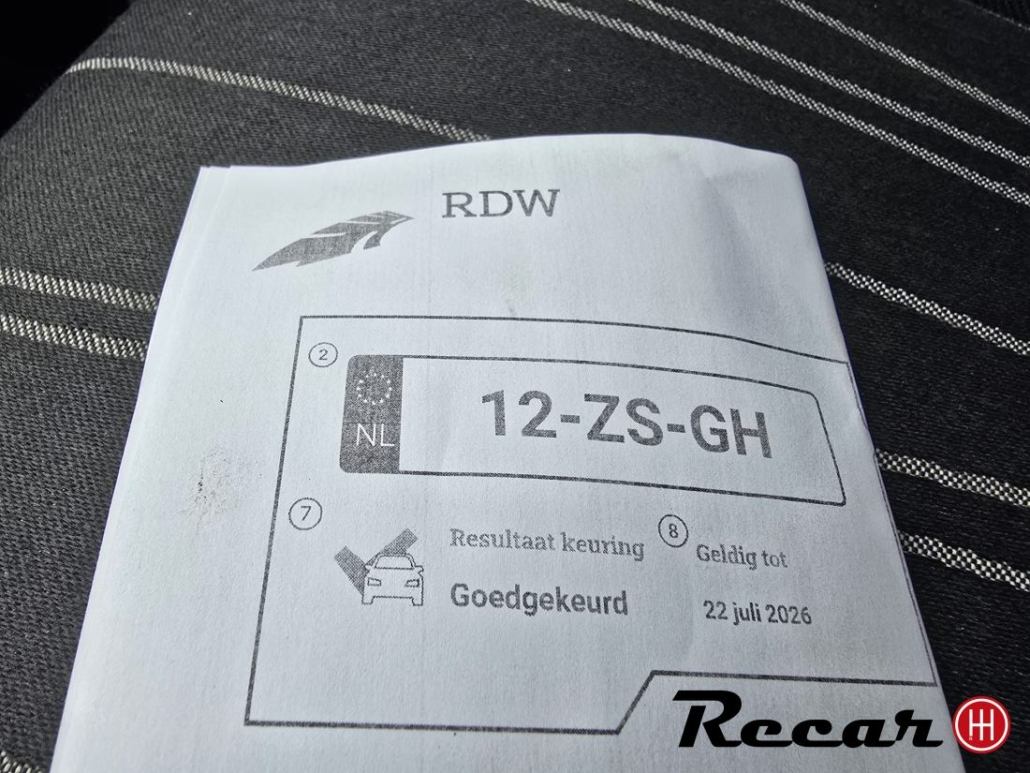 RDW
2
NL
12-ZS-GH
7
Resultaat keuring
Goedgekeurd
8
Geldig tot
22 juli 2026
Recar H